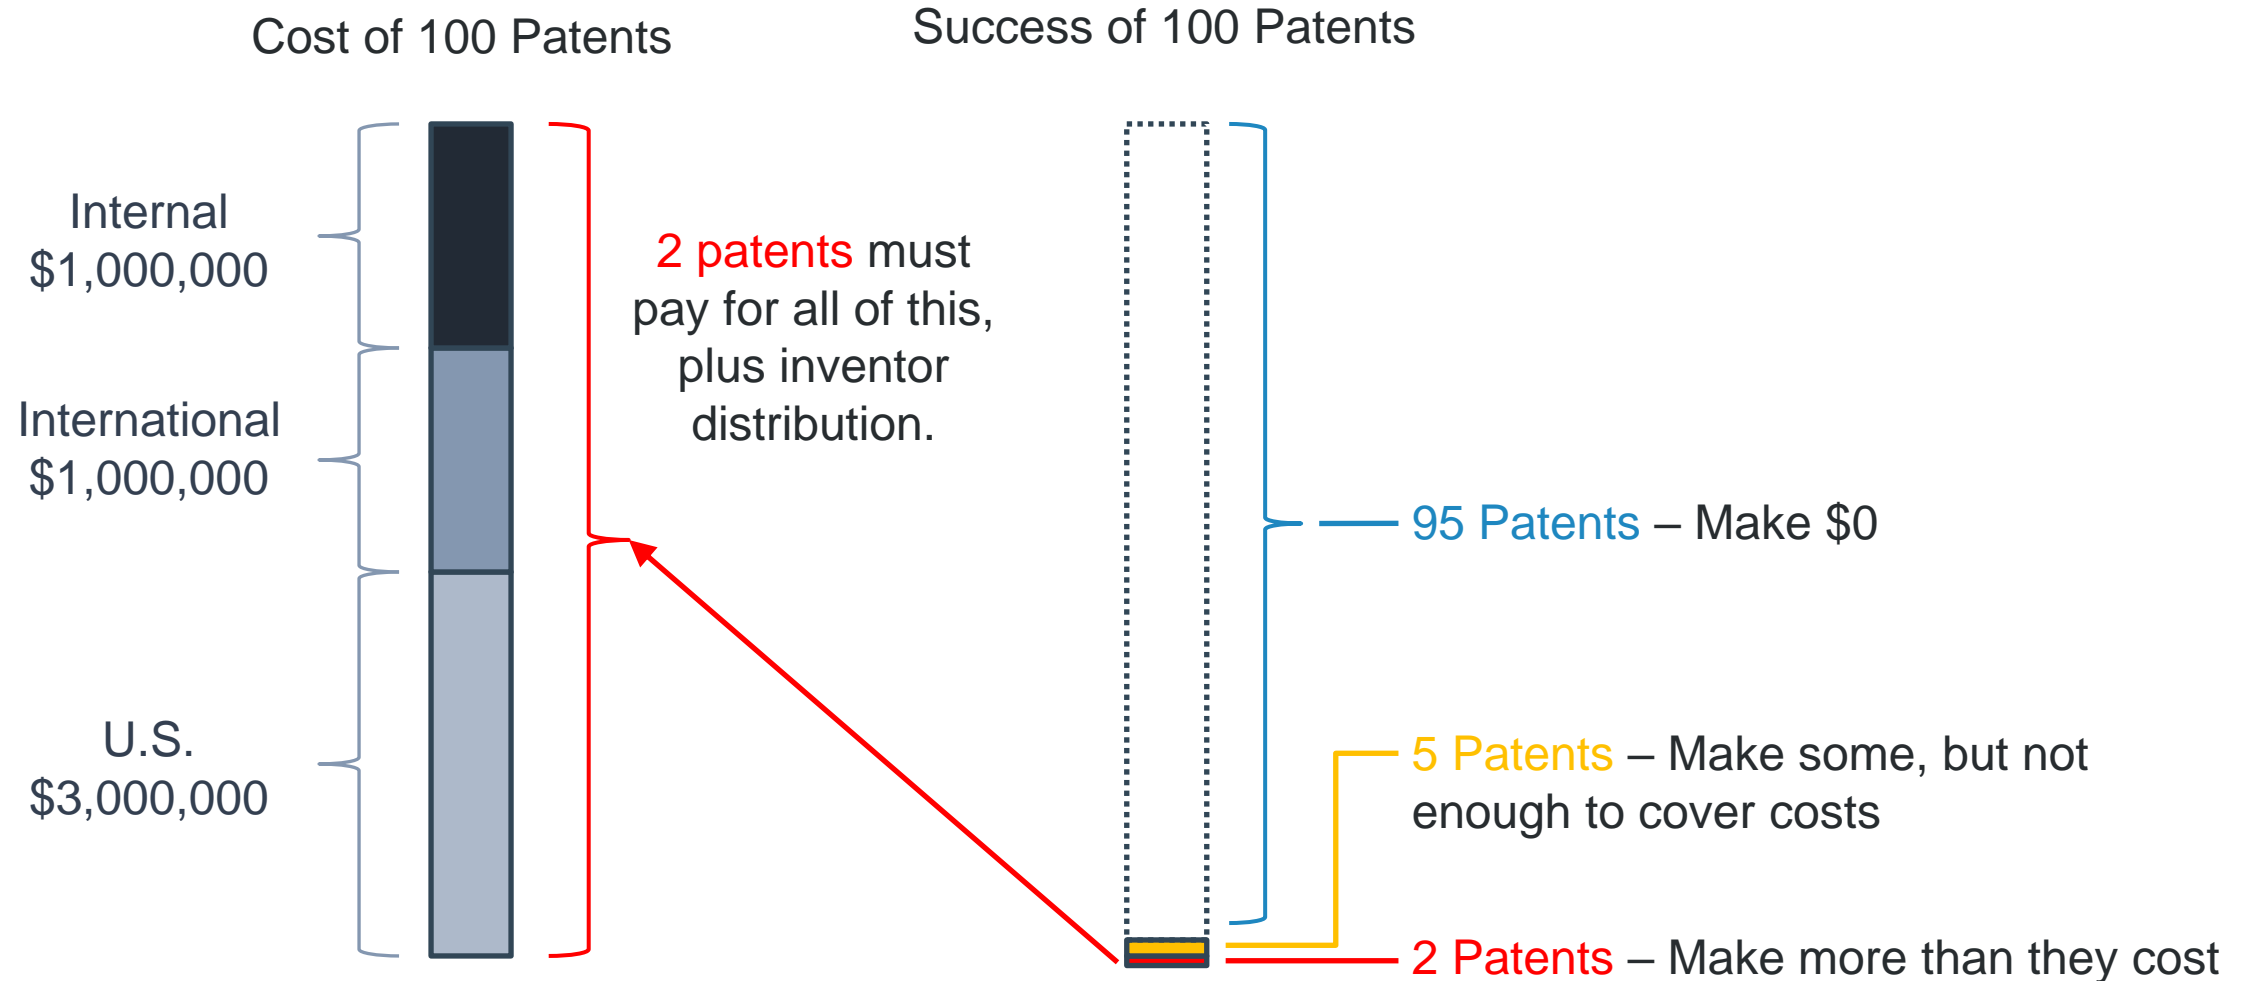 Cost of 100 Patents
Success of 100 Patents
Internal
$1,000,000
International
$1,000,000
U.S.
$3,000,000
2 patents must
pay for all of this,
plus inventor
distribution.
95 Patents – Make $0
5 Patents – Make some, but not
enough to cover costs
2 Patents – Make more than they cost